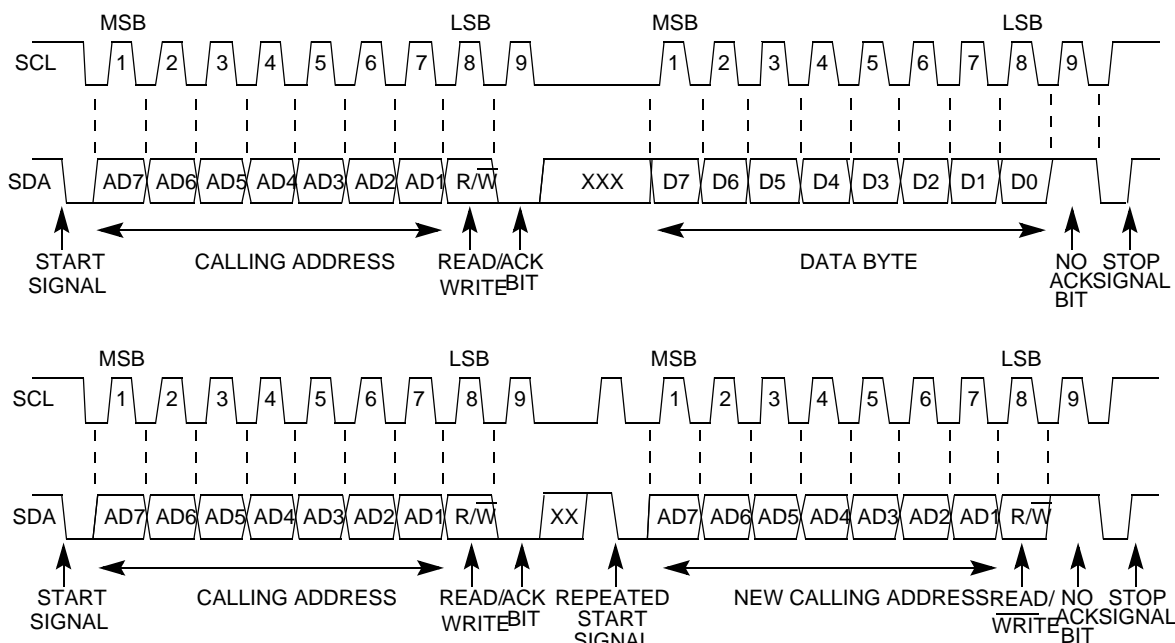 MSB LSB MSB LSB
SCL 1 2 3 4 5 6 7 8 9 1 2 3 4 5 6 7 8 9
SDA AD7 AD6 AD5 AD4 AD3 AD2 AD1 R/W XXX D7 D6 D5 D4 D3 D2 D1 D0
START SIGNAL
CALLING ADDRESS
READ/WRITE
ACK BIT
DATA BYTE
NO ACK BIT
STOP SIGNAL
MSB LSB MSB LSB
SCL 1 2 3 4 5 6 7 8 9 1 2 3 4 5 6 7 8 9
SDA AD7 AD6 AD5 AD4 AD3 AD2 AD1 R/W XX AD7 AD6 AD5 AD4 AD3 AD2 AD1 R/W
START SIGNAL
CALLING ADDRESS
READ/WRITE
ACK BIT
REPEATED START SIGNAL
NEW CALLING ADDRESS
READ/WRITE
NO ACK BIT
STOP SIGNAL